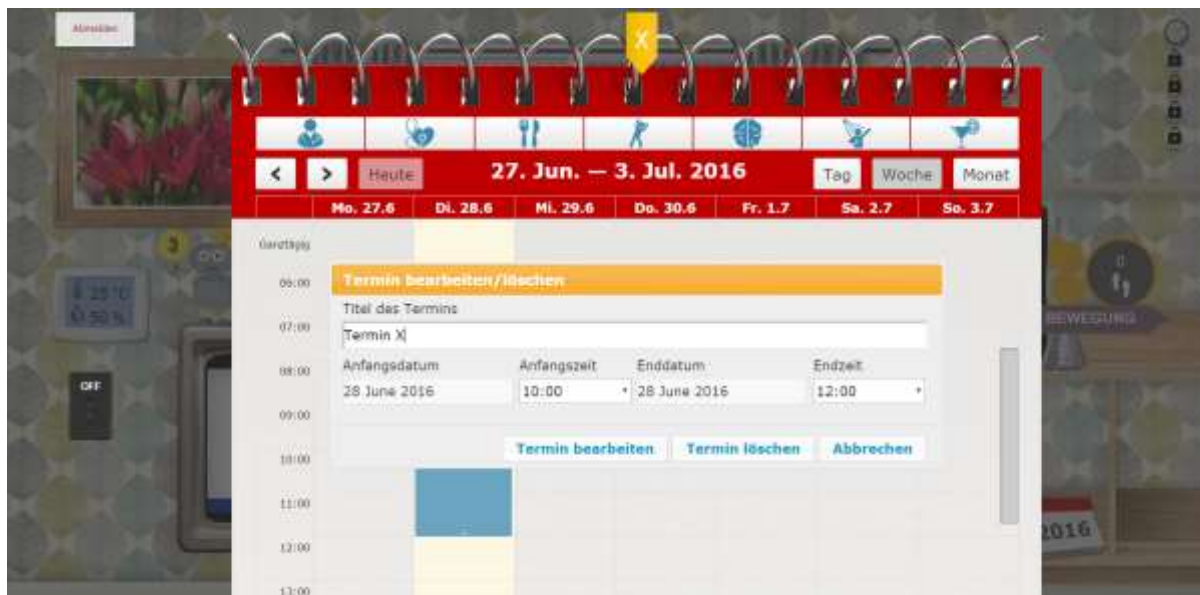 Abmelden
X
Heute
27. Jun. — 3. Jul. 2016
Tag
Woche
Monat
Mo. 27.6
Di. 28.6
Mi. 29.6
Do. 30.6
Fr. 1.7
Sa. 2.7
So. 3.7
Ganztägig
06:00
Termin bearbeiten/löschen
Titel des Termins
07:00
Termin X
08:00
Anfangsdatum
Anfangszeit
Enddatum
Endzeit
28 June 2016
10:00
28 June 2016
12:00
09:00
Termin bearbeiten
Termin löschen
Abbrechen
10:00
11:00
12:00
13:00
3
25 °C
50 %
OFF
0
BEWEGUNG
2016